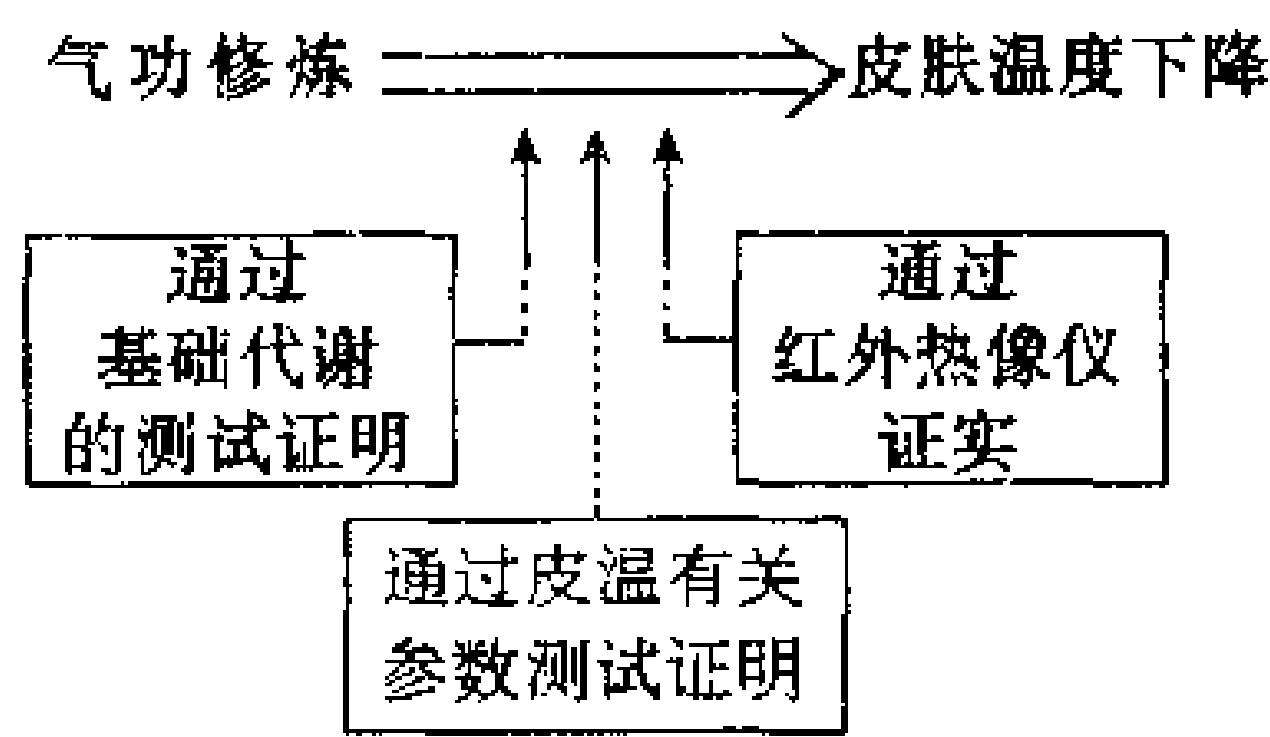 气功修炼
皮肤温度下降
通过
基础代谢
的测试证明
通过
红外热像仪
证实
通过皮温有关
参数测试证明